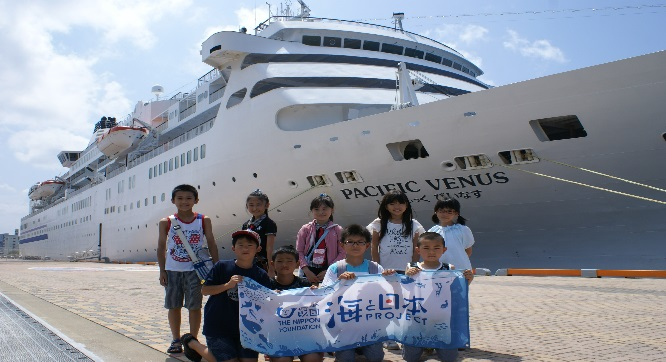 PACIFIC VENUS
ぱしふぃっくびいなす
海と日本
PROJECT
THE NIPPON
FOUNDATION